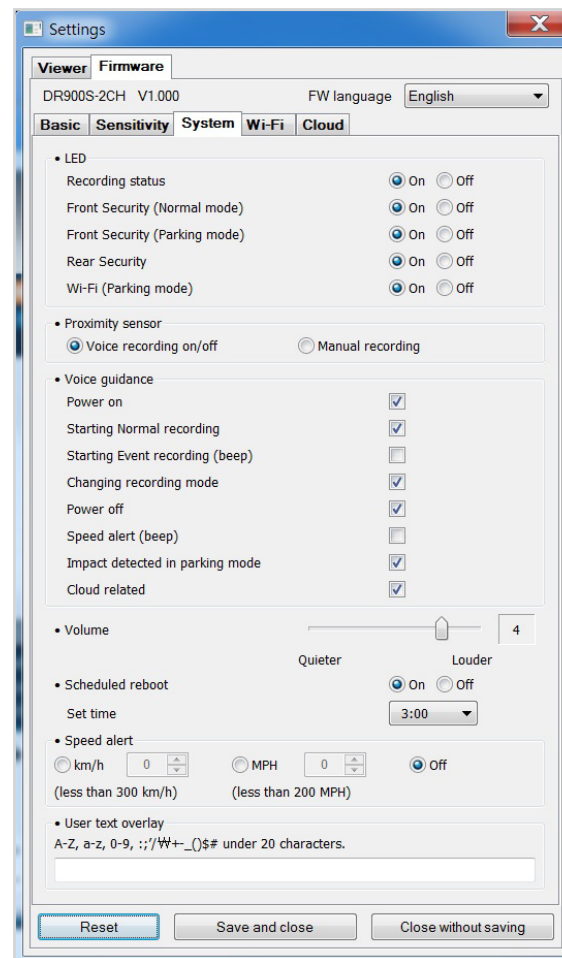 Settings
Viewer Firmware
DR900S-2CH V1.000 FW language English
Basic Sensitivity System Wi-Fi Cloud
• LED
Recording status On Off
Front Security (Normal mode) On Off
Front Security (Parking mode) On Off
Rear Security On Off
Wi-Fi (Parking mode) On Off
• Proximity sensor
Voice recording on/off Manual recording
• Voice guidance
Power on
Starting Normal recording
Starting Event recording (beep)
Changing recording mode
Power off
Speed alert (beep)
Impact detected in parking mode
Cloud related
• Volume 4
Quieter Louder
• Scheduled reboot On Off
Set time 3:00
• Speed alert
km/h 0 MPH 0 Off
(less than 300 km/h) (less than 200 MPH)
• User text overlay
A-Z, a-z, 0-9, :;'/₩+-_()$# under 20 characters.
Reset Save and close Close without saving